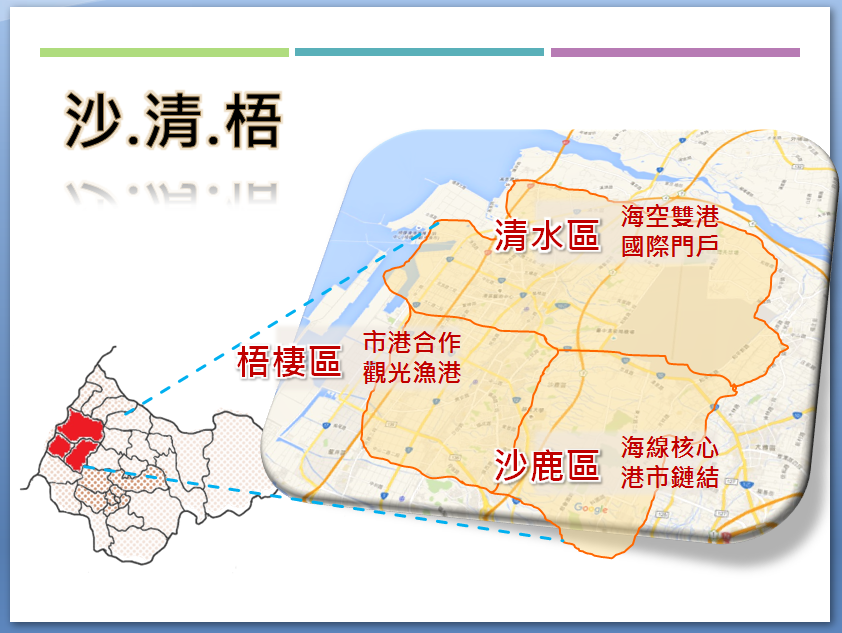 沙.清.梧
清水區
海空雙港
國際門戶
梧棲區
市港合作
觀光漁港
沙鹿區
海線核心
港市鏈結
Google